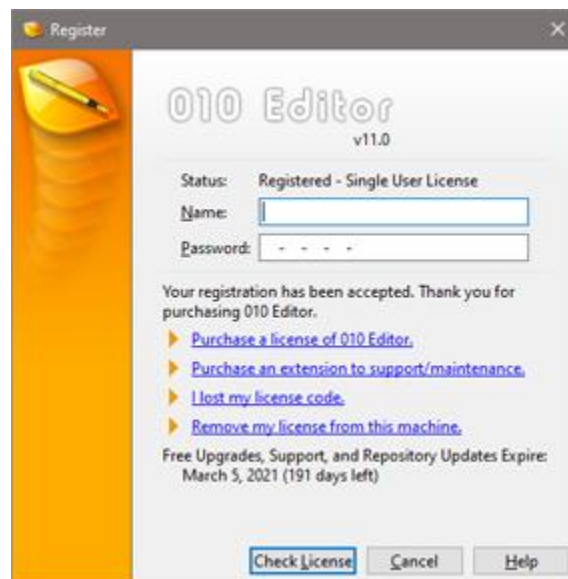 Register
010 Editor
v11.0
Status: Registered - Single User License
Name:
Password: - - - -
Your registration has been accepted. Thank you for
purchasing 010 Editor.
Purchase a license of 010 Editor.
Purchase an extension to support/maintenance.
I lost my license code.
Remove my license from this machine.
Free Upgrades, Support, and Repository Updates Expire:
March 5, 2021 (191 days left)
Check License Cancel Help